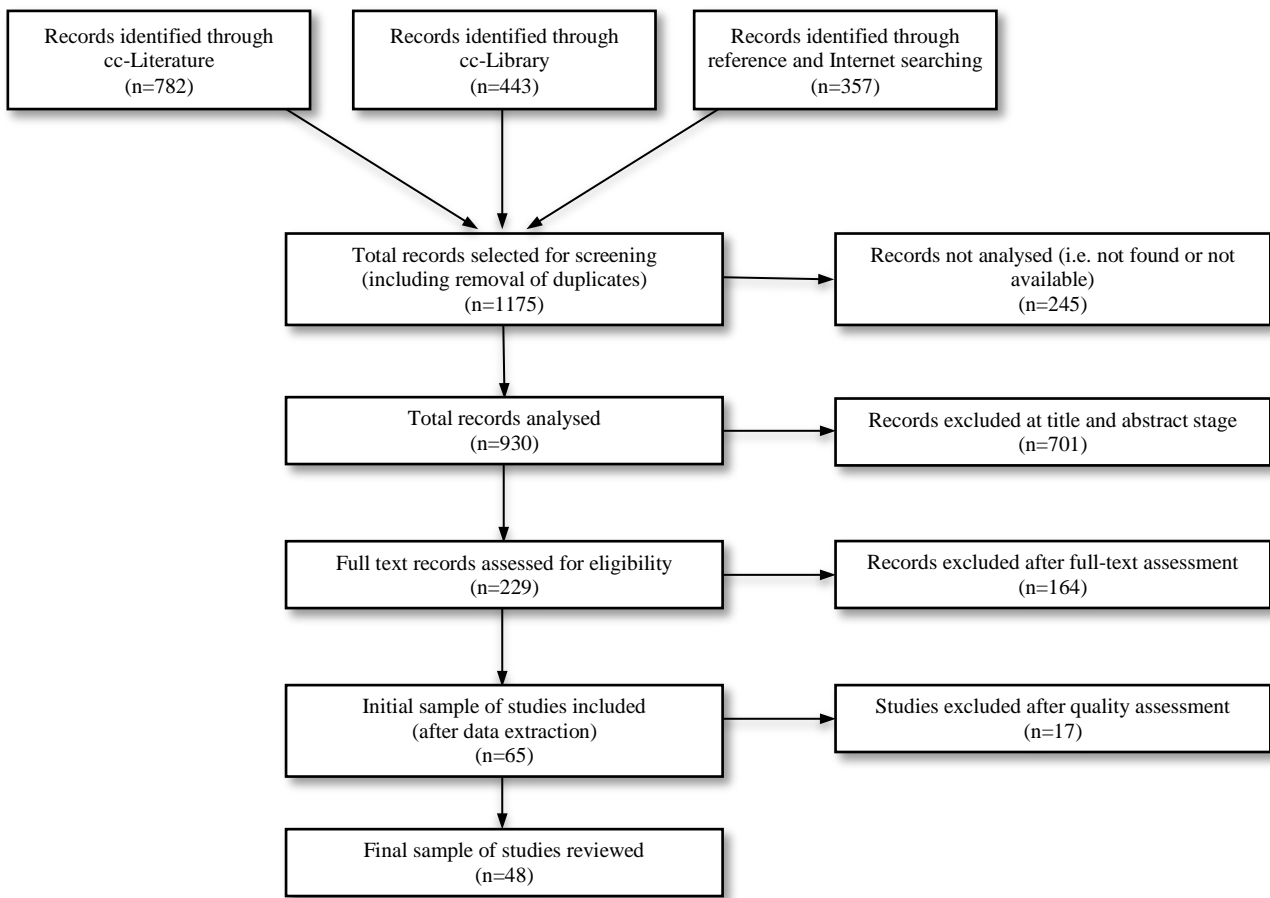 Records identified through
cc-Literature
(n=782)
Records identified through
cc-Library
(n=443)
Records identified through
reference and Internet searching
(n=357)
Total records selected for screening
(including removal of duplicates)
(n=1175)
Records not analysed (i.e. not found or not
available)
(n=245)
Total records analysed
(n=930)
Records excluded at title and abstract stage
(n=701)
Full text records assessed for eligibility
(n=229)
Records excluded after full-text assessment
(n=164)
Initial sample of studies included
(after data extraction)
(n=65)
Studies excluded after quality assessment
(n=17)
Final sample of studies reviewed
(n=48)